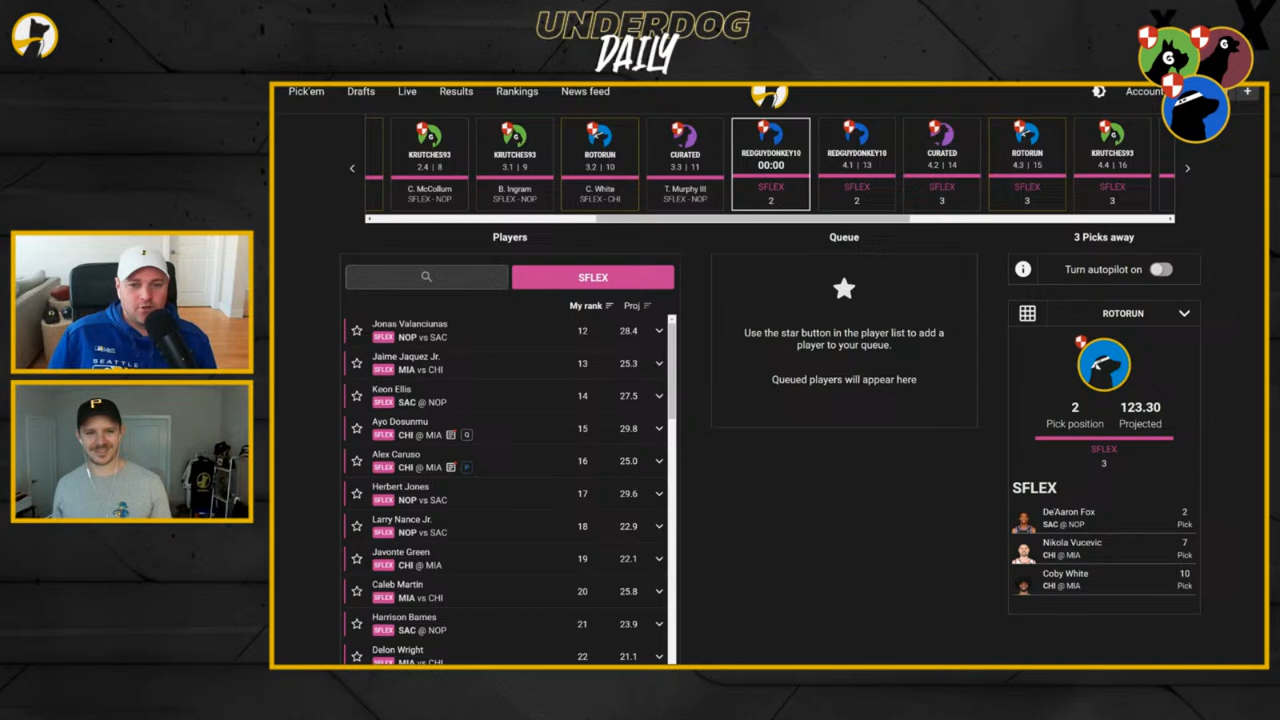 UNDERDOG
DAILY
Pick'em Drafts Live Results Rankings News feed Account +
KRUTCHES93 KRUTCHES93 ROTORUN CURATED REDGUYDONKEY10 REDGUYDONKEY10 CURATED ROTORUN KRUTCHES93
2.4 | 8 3.1 | 9 3.2 | 10 3.3 | 11 00:00 4.1 | 13 4.2 | 14 4.3 | 15 4.4 | 16
C. McCollum B. Ingram C. White T. Murphy III SFLEX SFLEX SFLEX SFLEX SFLEX
SFLEX - NOP SFLEX - NOP SFLEX - CHI SFLEX - NOP 2 2 3 3 3
Players Queue 3 Picks away
SFLEX
My rank Proj
Jonas Valanciunas
SFLEX NOP vs SAC 12 28.4
Jaime Jaquez Jr.
SFLEX MIA vs CHI 13 25.3
Keon Ellis
SFLEX SAC @ NOP 14 27.5
Ayo Dosunmu
SFLEX CHI @ MIA Q 15 29.8
Alex Caruso
SFLEX CHI @ MIA P 16 25.0
Herbert Jones
SFLEX NOP vs SAC 17 29.6
Larry Nance Jr.
SFLEX NOP vs SAC 18 22.9
Javonte Green
SFLEX CHI @ MIA 19 22.1
Caleb Martin
SFLEX MIA vs CHI 20 25.8
Harrison Barnes
SFLEX SAC @ NOP 21 23.9
Delon Wright
SFLEX MIA vs CHI 22 21.1
Use the star button in the player list to add a
player to your queue.
Queued players will appear here
Turn autopilot on
ROTORUN
2 123.30
Pick position Projected
SFLEX
3
SFLEX
De'Aaron Fox 2
SAC @ NOP Pick
Nikola Vucevic 7
CHI @ MIA Pick
Coby White 10
CHI @ MIA Pick
G
G
P
SEATTLE